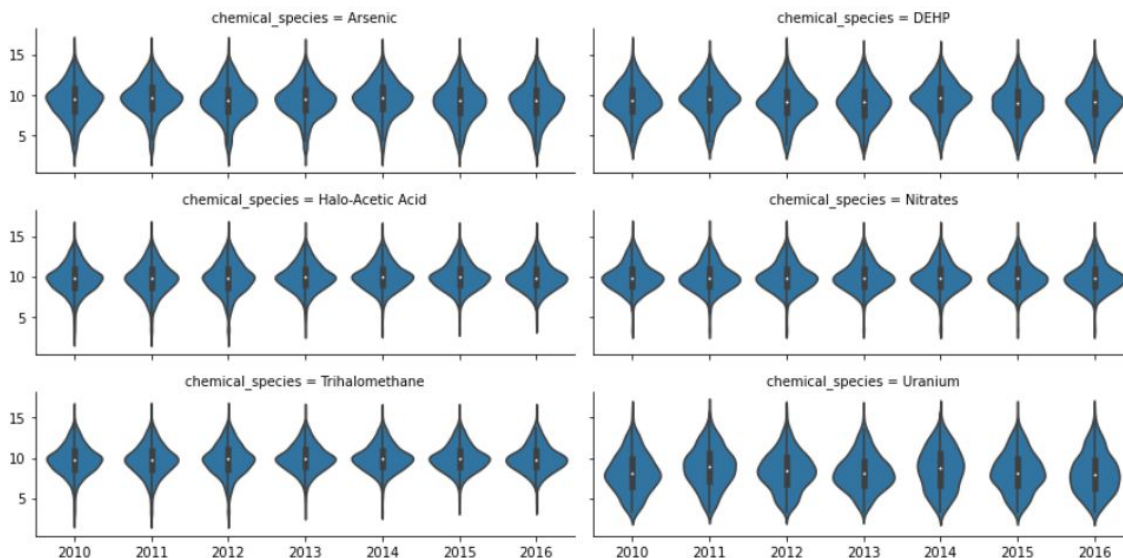 chemical_species = Arsenic
15
10
5
chemical_species = DEHP
chemical_species = Halo-Acetic Acid
15
10
5
chemical_species = Nitrates
chemical_species = Trihalomethane
15
10
5
2010 2011 2012 2013 2014 2015 2016
chemical_species = Uranium
2010 2011 2012 2013 2014 2015 2016